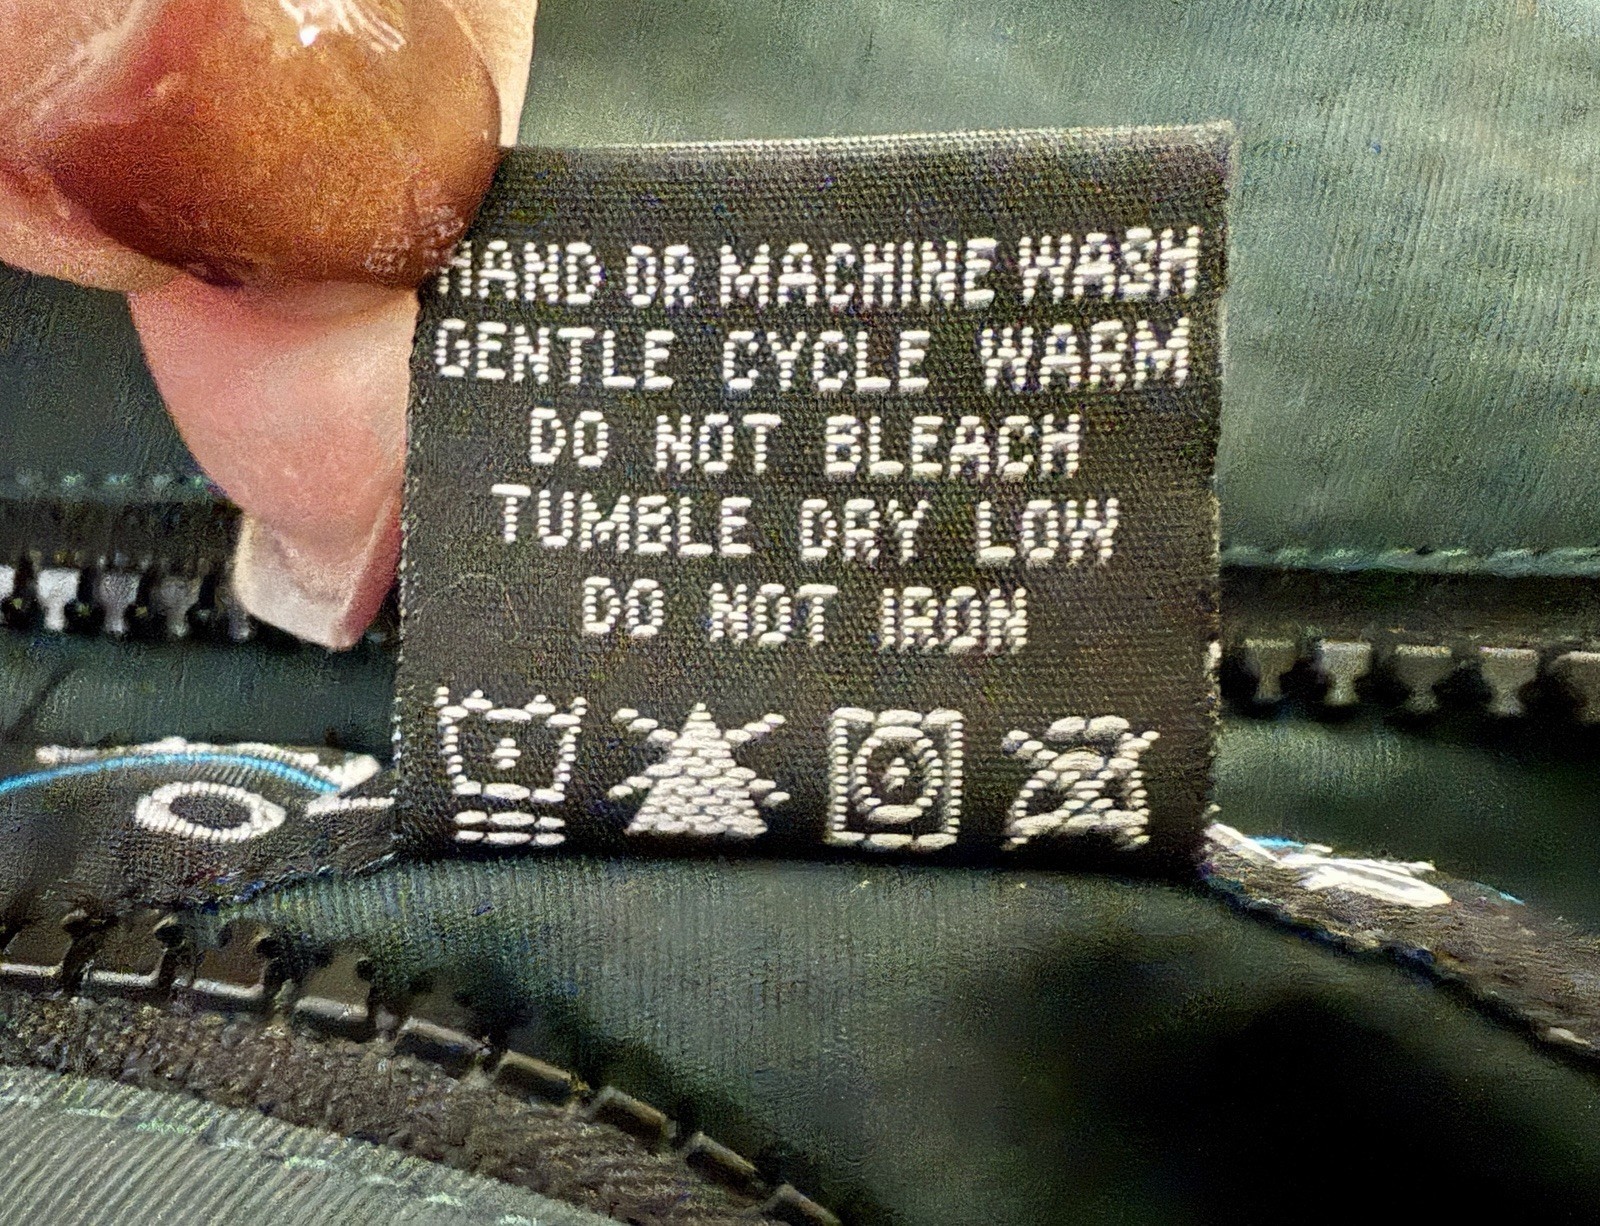 HAND OR MACHINE WASH
GENTLE CYCLE WARM
DO NOT BLEACH
TUMBLE DRY LOW
DO NOT IRON